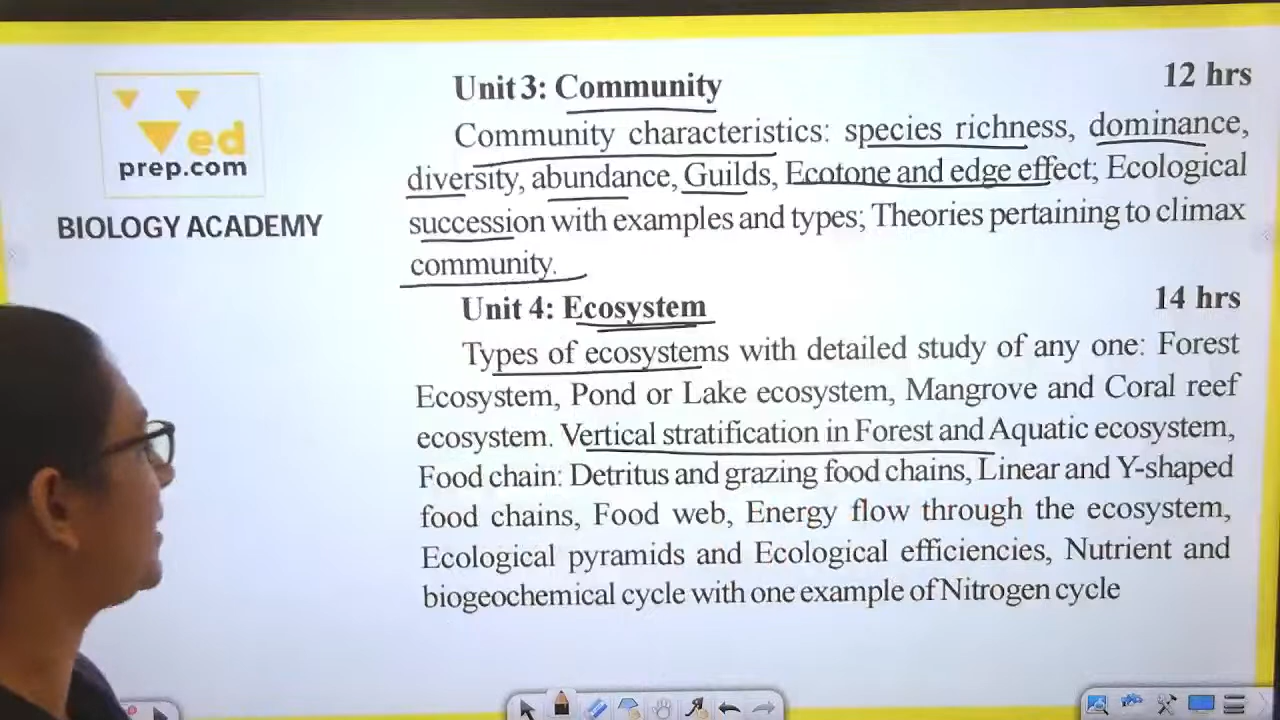 ed
prep.com
BIOLOGY ACADEMY
Unit 3: Community 12 hrs
Community characteristics: species richness, dominance,
diversity, abundance, Guilds, Ecotone and edge effect; Ecological
succession with examples and types; Theories pertaining to climax
community.
Unit 4: Ecosystem 14 hrs
Types of ecosystems with detailed study of any one: Forest
Ecosystem, Pond or Lake ecosystem, Mangrove and Coral reef
ecosystem. Vertical stratification in Forest and Aquatic ecosystem,
Food chain: Detritus and grazing food chains, Linear and Y-shaped
food chains, Food web, Energy flow through the ecosystem,
Ecological pyramids and Ecological efficiencies, Nutrient and
biogeochemical cycle with one example of Nitrogen cycle